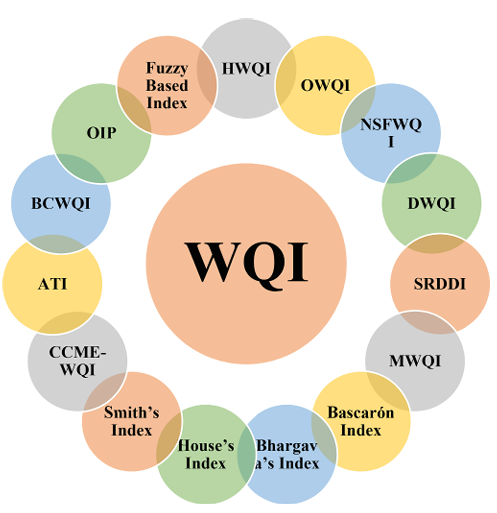 HWQI
OWQI
NSFWQ
I
DWQI
SRDDI
MWQI
Bascarón
Index
Bhargav
a's Index
House's
Index
Smith's
Index
CCME-
WQI
ATI
BCWQI
OIP
Fuzzy
Based
Index
WQI